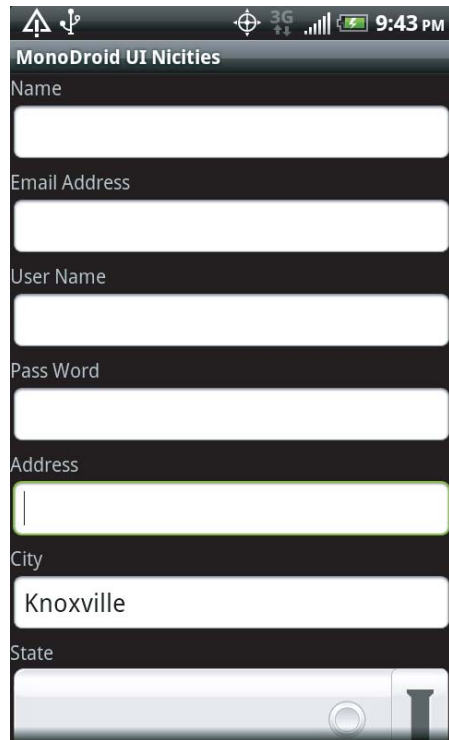 3G 9:43 PM
MonoDroid UI Nicities
Name
Email Address
User Name
Pass Word
Address
City
Knoxville
State